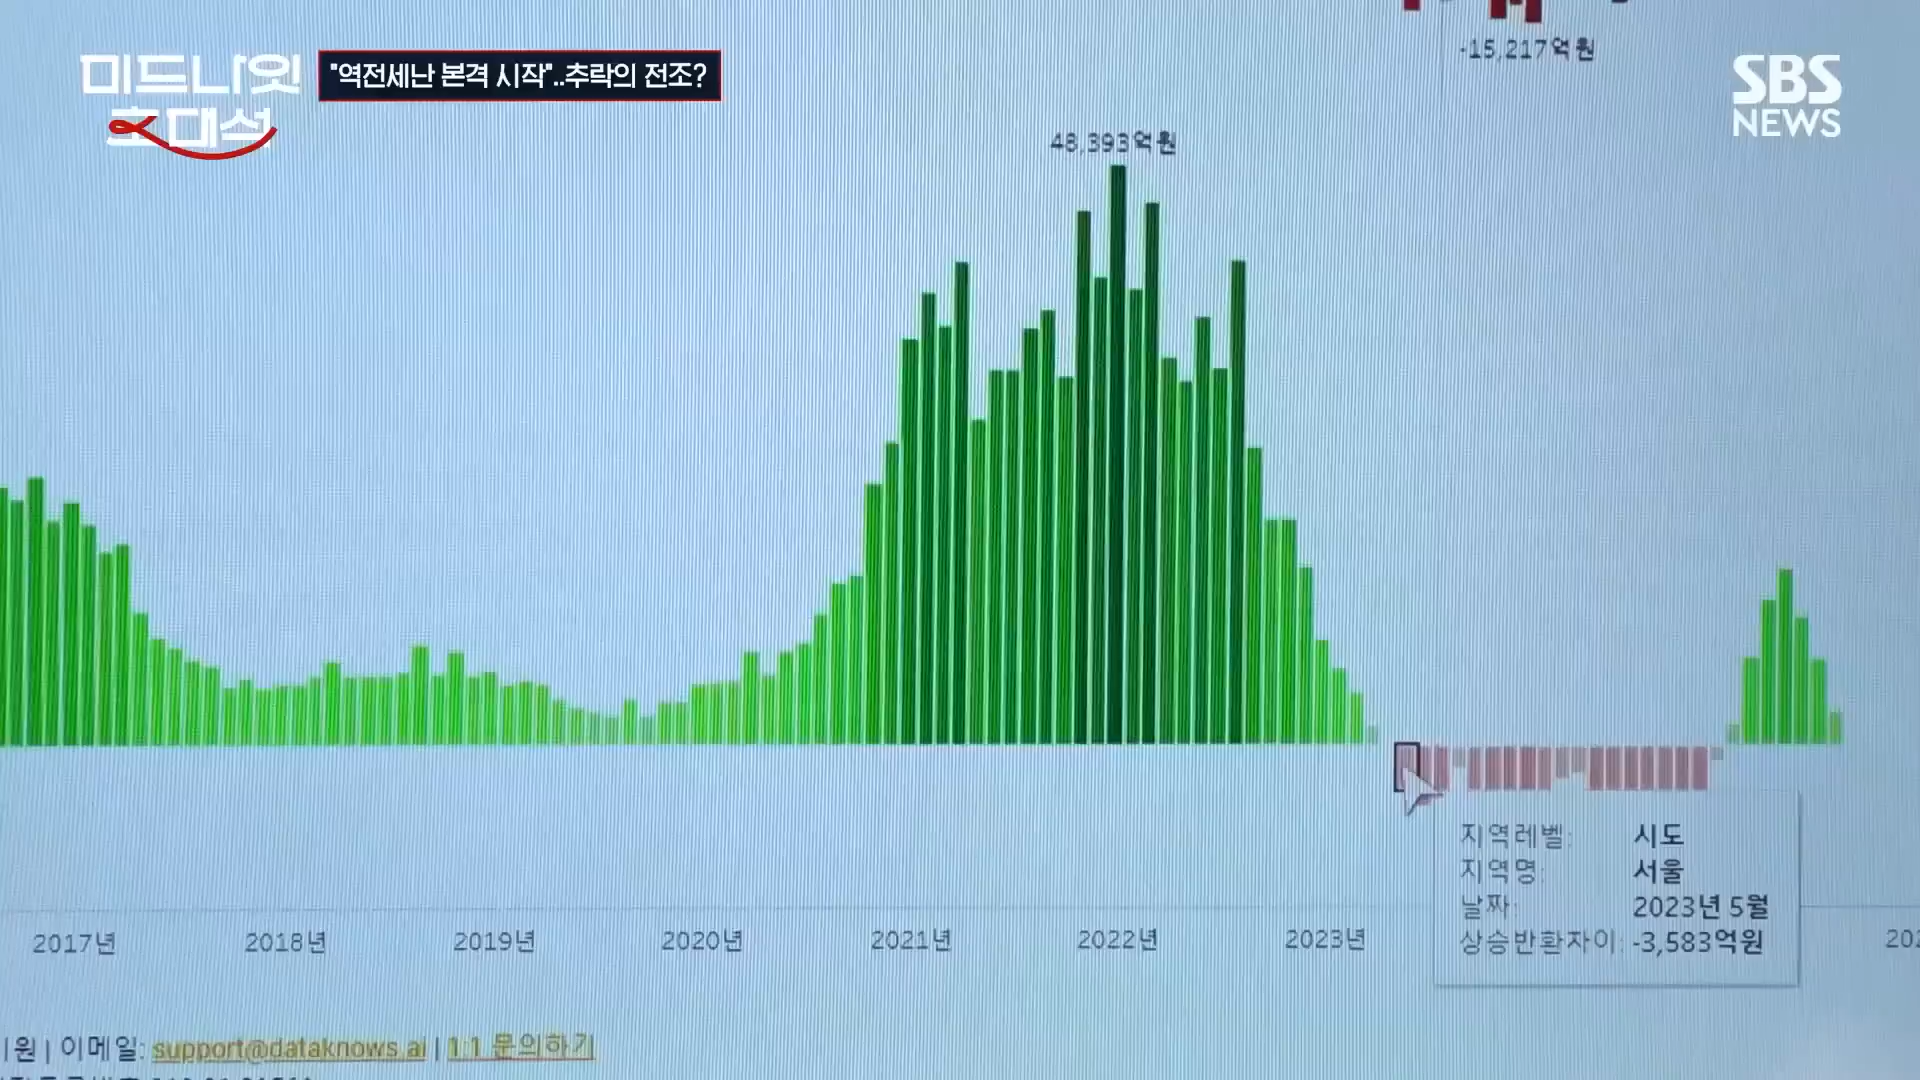 미드나잇
초대석
"역전세난 본격 시작"..추락의 전조?
SBS
NEWS
-15,217억원
48,393억원
지역레벨: 시도
지역명: 서울
날짜: 2023년 5월
상승반환차이: -3,583억원
2017년 2018년 2019년 2020년 2021년 2022년 2023년
원 | 이메일: support@dataknows.ai | 1:1 문의하기